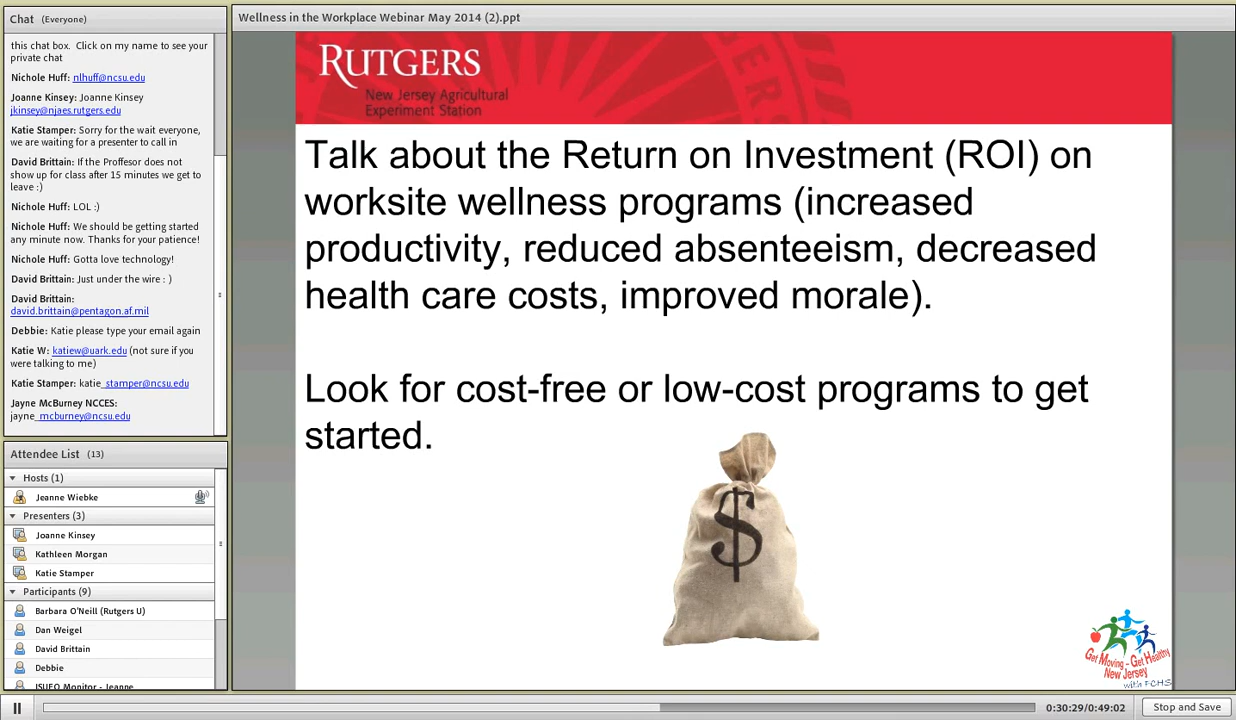 Chat (Everyone)
this chat box. Click on my name to see your
private chat
Nichole Huff: nlhuff@ncsu.edu
Joanne Kinsey: Joanne Kinsey
jkinsey@njaes.rutgers.edu
Katie Stamper: Sorry for the wait everyone,
we are waiting for a presenter to call in
David Brittain: If the Proffesor does not
show up for class after 15 minutes we get to
leave :)
Nichole Huff: LOL :)
Nichole Huff: We should be getting started
any minute now. Thanks for your patience!
Nichole Huff: Gotta love technology!
David Brittain: Just under the wire : )
David Brittain:
david.brittain@pentagon.af.mil
Debbie: Katie please type your email again
Katie W: katiew@uark.edu (not sure if you
were talking to me)
Katie Stamper: katie_stamper@ncsu.edu
Jayne McBurney NCCES:
jayne_mcburney@ncsu.edu
Attendee List (13)
Hosts (1)
Jeanne Wiebke
Presenters (3)
Joanne Kinsey
Kathleen Morgan
Katie Stamper
Participants (9)
Barbara O'Neill (Rutgers U)
Dan Weigel
David Brittain
Debbie
ISUEO Monitor - Jeanne
Wellness in the Workplace Webinar May 2014 (2).ppt
RUTGERS
New Jersey Agricultural
Experiment Station
Talk about the Return on Investment (ROI) on
worksite wellness programs (increased
productivity, reduced absenteeism, decreased
health care costs, improved morale).
Look for cost-free or low-cost programs to get
started.
$
Get Moving - Get Healthy
New Jersey
with FCHS
0:30:29/0:49:02
Stop and Save